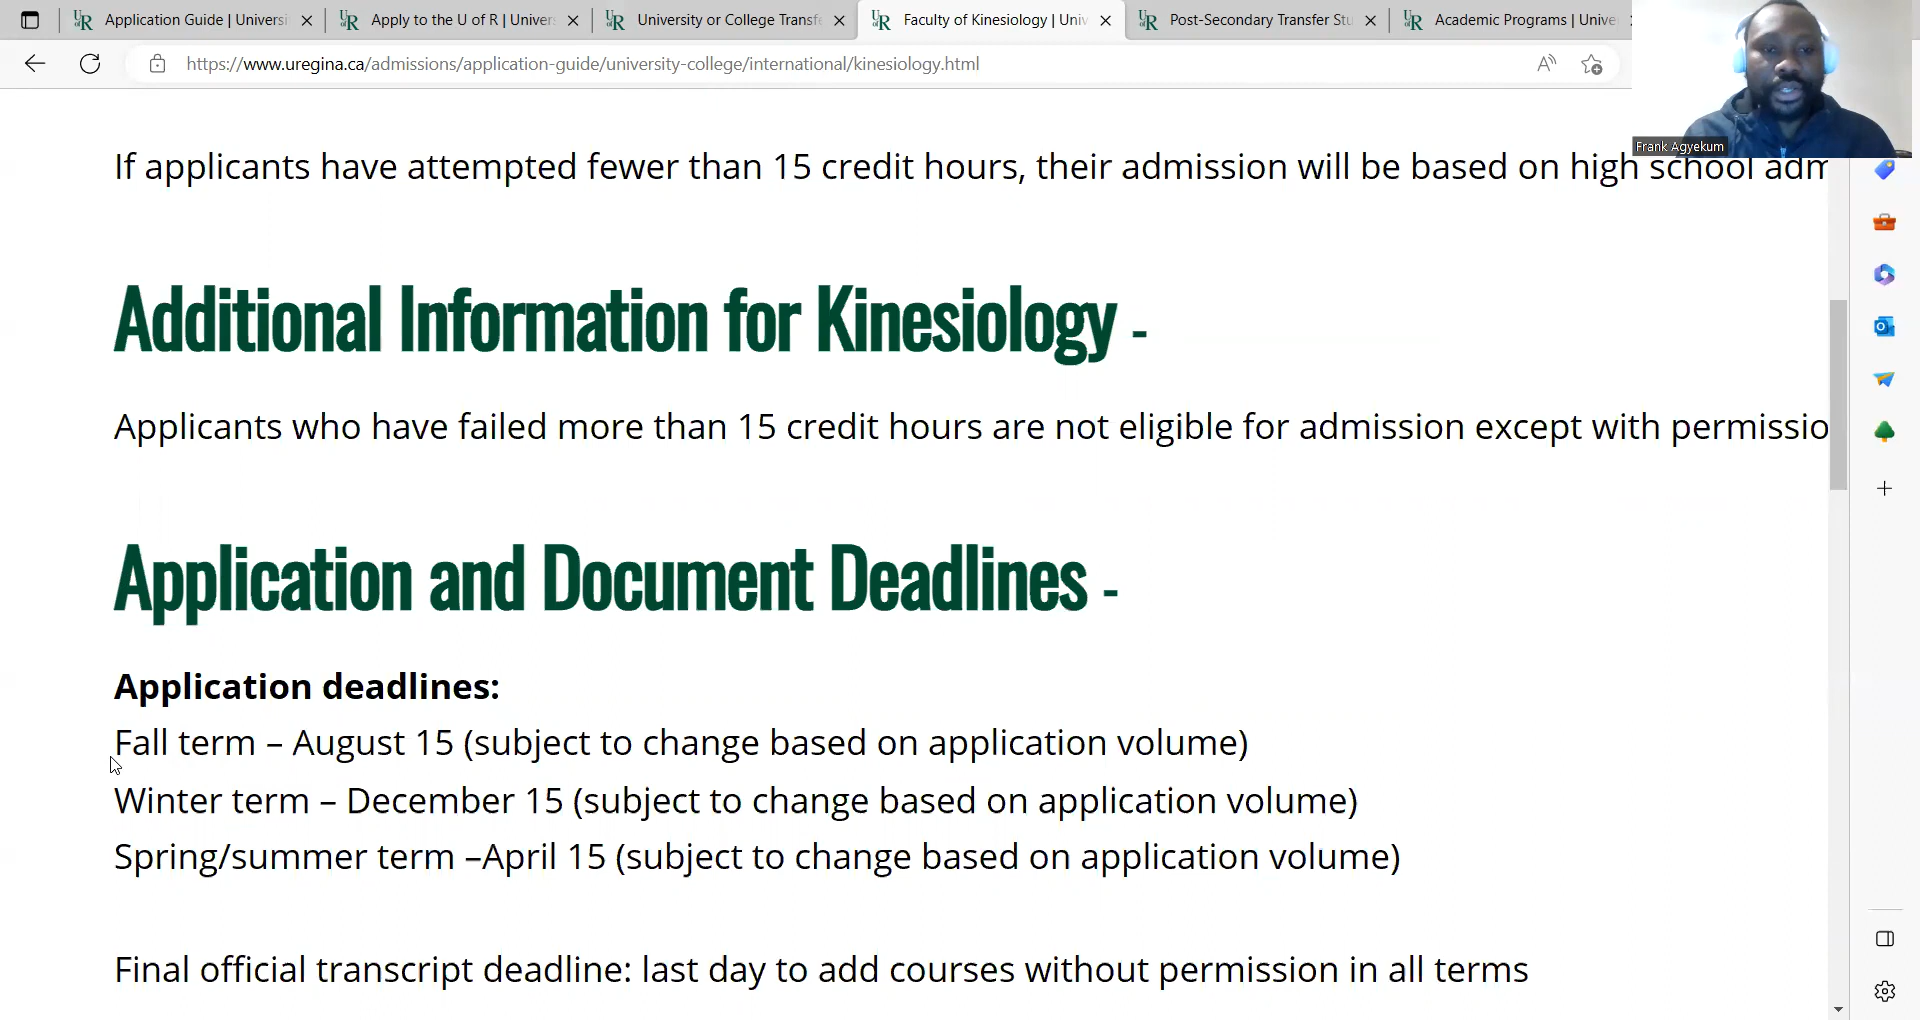 Application Guide | Universi
Apply to the U of R | Univers
University or College Transfe
Faculty of Kinesiology | Univ
Post-Secondary Transfer Stu
Academic Programs | Unive
https://www.uregina.ca/admissions/application-guide/university-college/international/kinesiology.html
Frank Agyekum
If applicants have attempted fewer than 15 credit hours, their admission will be based on high school adm
Additional Information for Kinesiology -
Applicants who have failed more than 15 credit hours are not eligible for admission except with permissio
Application and Document Deadlines -
Application deadlines:
Fall term – August 15 (subject to change based on application volume)
Winter term – December 15 (subject to change based on application volume)
Spring/summer term –April 15 (subject to change based on application volume)
Final official transcript deadline: last day to add courses without permission in all terms